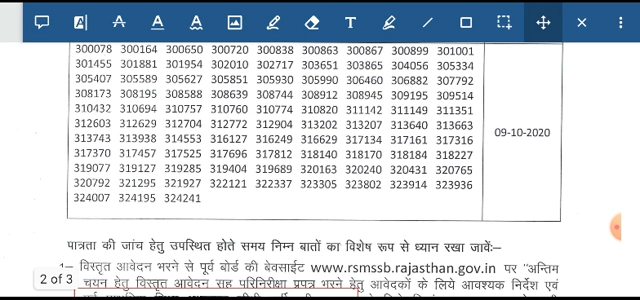 300078 300164 300650 300720 300838 300863 300867 300899 301001
301455 301881 301954 302010 302717 303651 303865 304056 305334
305407 305589 305627 305851 305930 305990 306460 306882 307792
308173 308195 308588 308639 308744 308912 308945 309195 309514
310432 310694 310757 310760 310774 310820 311142 311149 311351
312603 312629 312704 312772 312904 313202 313207 313640 313663
313743 313938 314553 316127 316249 316629 317134 317161 317316
317370 317457 317525 317696 317812 318140 318170 318184 318227
319077 319127 319285 319404 319689 320163 320240 320431 320765
320792 321295 321927 322121 322337 323305 323802 323914 323936
324007 324195 324241
09-10-2020
पात्रता की जांच हेतु उपस्थित होते समय निम्न बातों का विशेष रूप से ध्यान रखा जावेंः–
1– विस्तृत आवेदन भरने से पूर्व बोर्ड की वेबसाईट www.rsmssb.rajasthan.gov.in पर "अन्तिम
चयन हेतु विस्तृत आवेदन सह परिनिरीक्षा प्रपत्र भरने हेतु आवेदकों के लिये आवश्यक निर्देश एवं
2 of 3